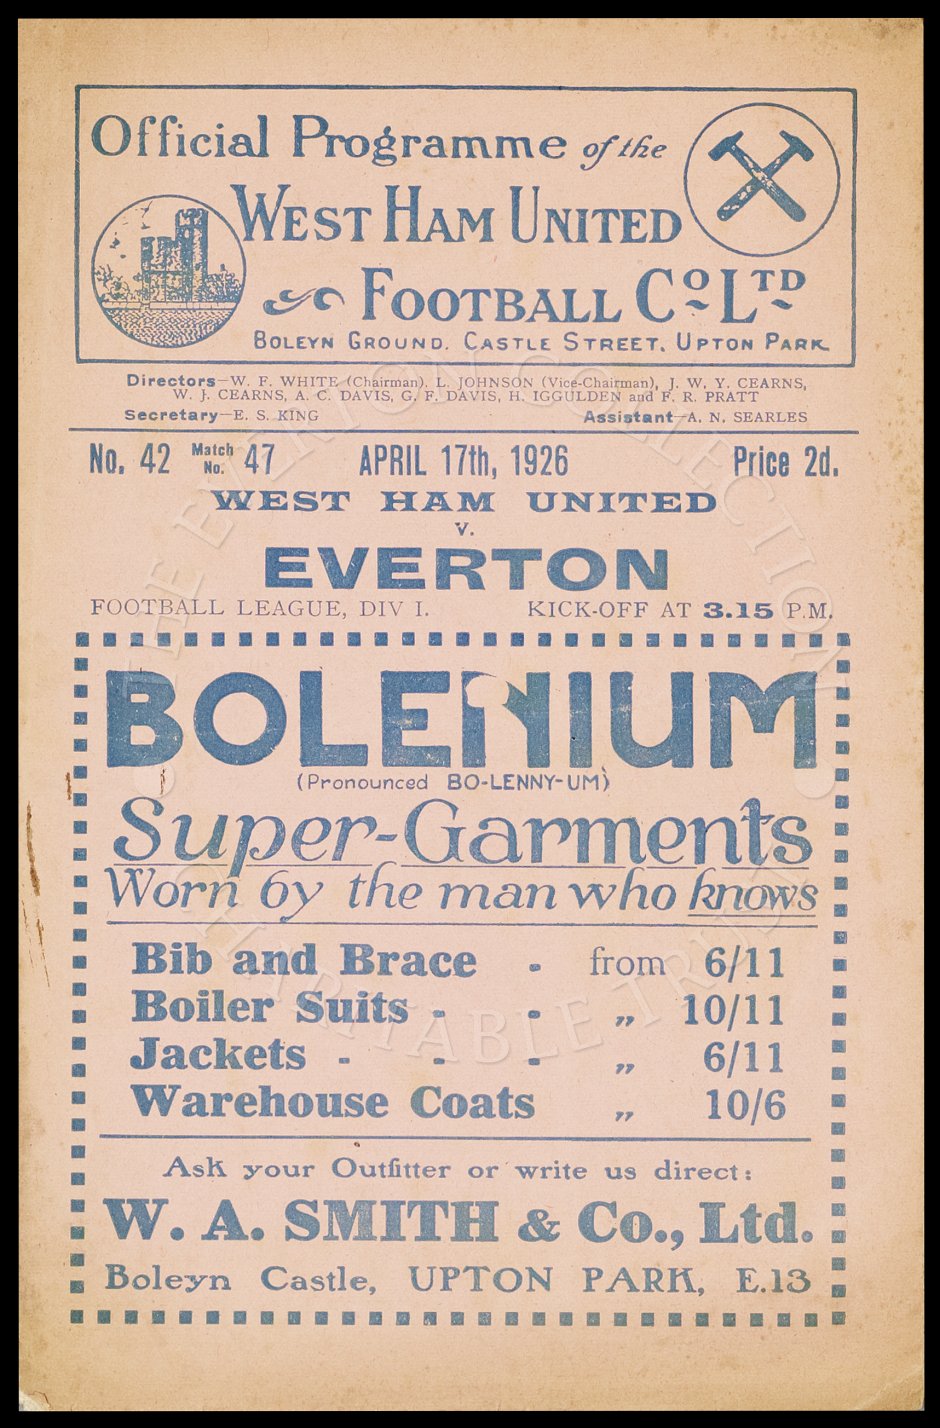 Official Programme of the
WEST HAM UNITED
FOOTBALL CO LTD
BOLEYN GROUND, CASTLE STREET, UPTON PARK
Directors—W. F. WHITE (Chairman), L. JOHNSON (Vice-Chairman), J. W. Y. CEARNS,
W. J. CEARNS, A. C. DAVIS, G. F. DAVIS, H. IGGULDEN and F. R. PRATT
Secretary—E. S. KING Assistant—A. N. SEARLES
No. 42 Match No. 47 APRIL 17th, 1926 Price 2d.
WEST HAM UNITED
v.
EVERTON
FOOTBALL LEAGUE, DIV I. KICK-OFF AT 3.15 P.M.
BOLENIUM
(Pronounced BO-LENNY-UM)
Super-Garments
Worn by the man who knows
Bib and Brace - from 6/11
Boiler Suits - - „ 10/11
Jackets - - - „ 6/11
Warehouse Coats „ 10/6
Ask your Outfitter or write us direct:
W. A. SMITH & Co., Ltd.
Boleyn Castle, UPTON PARK, E.13
THE EVERTON COLLECTION
CHARITABLE TRUST